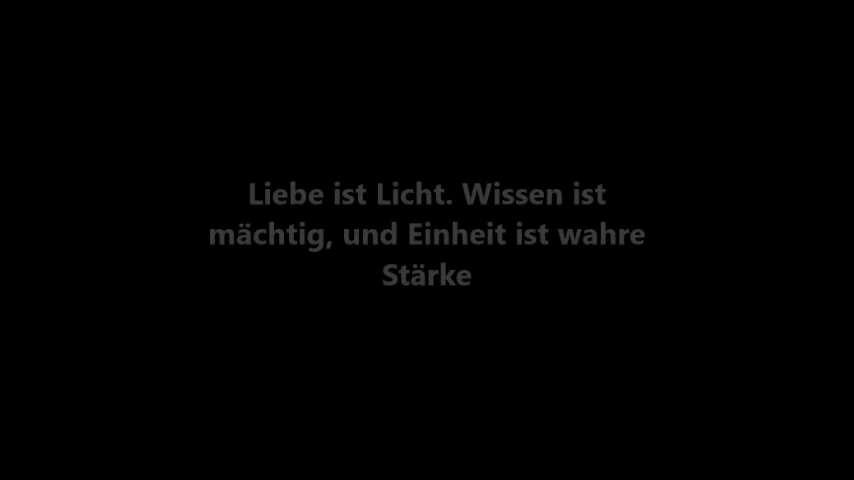 Liebe ist Licht. Wissen ist
mächtig, und Einheit ist wahre
Stärke